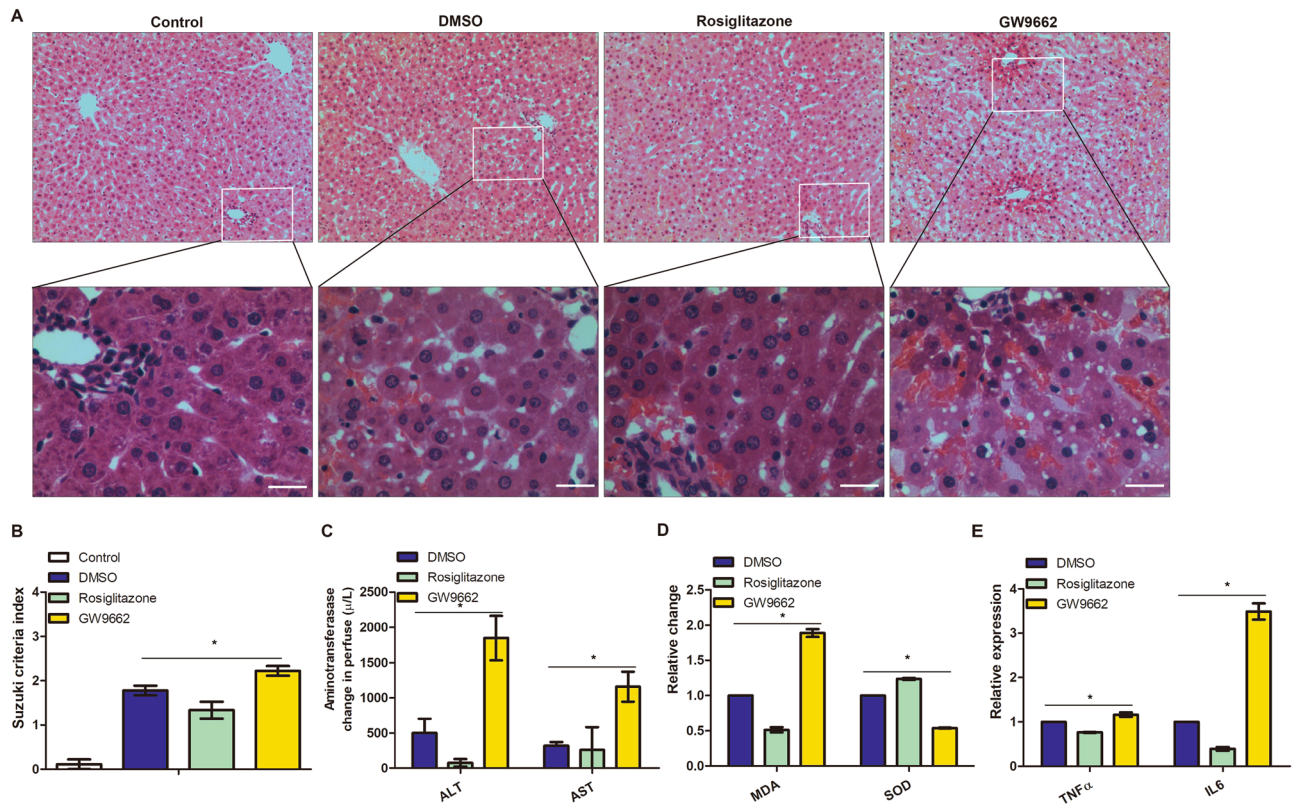 A
Control
DMSO
Rosiglitazone
GW9662
B
Control
DMSO
Rosiglitazone
GW9662
Suzuki criteria index
4
3
2
1
0
*
C
DMSO
Rosiglitazone
GW9662
Aminotransferase
change in perfuse (μ/L)
2500
2000
1500
1000
500
0
*
*
ALT
AST
D
DMSO
Rosiglitazone
GW9662
Relative change
2.5
2.0
1.5
1.0
0.5
0.0
*
*
MDA
SOD
E
DMSO
Rosiglitazone
GW9662
Relative expression
4
3
2
1
0
*
*
TNFα
IL6